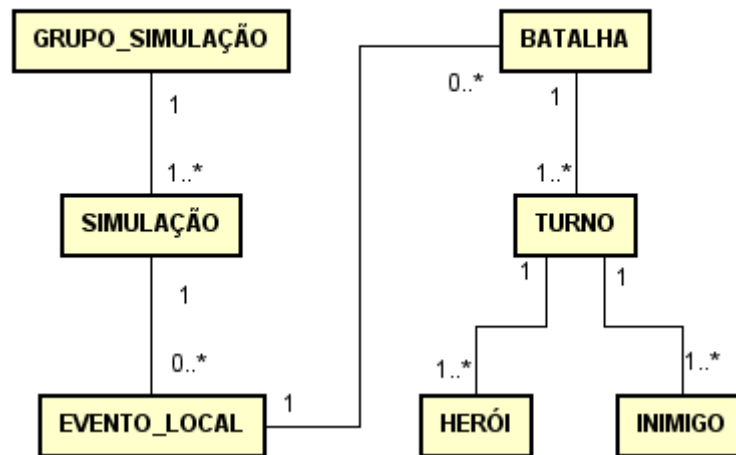 GRUPO_SIMULAÇÃO
BATALHA
0..*
1
1
1..*
1..*
SIMULAÇÃO
TURNO
1
1
1
0..*
1..*
1..*
EVENTO_LOCAL
1
HERÓI
INIMIGO